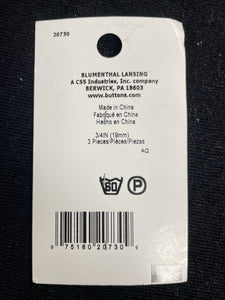 20730
BLUMENTHAL LANSING
A CSS Industries, Inc. company
BERWICK, PA 18603
www.buttons.com
Made in China
Fabriqué en Chine
Hecho en China
3/4IN (19mm)
3 Pieces/Pièces/Piezas
AQ
60 P
6 75160 20730 9